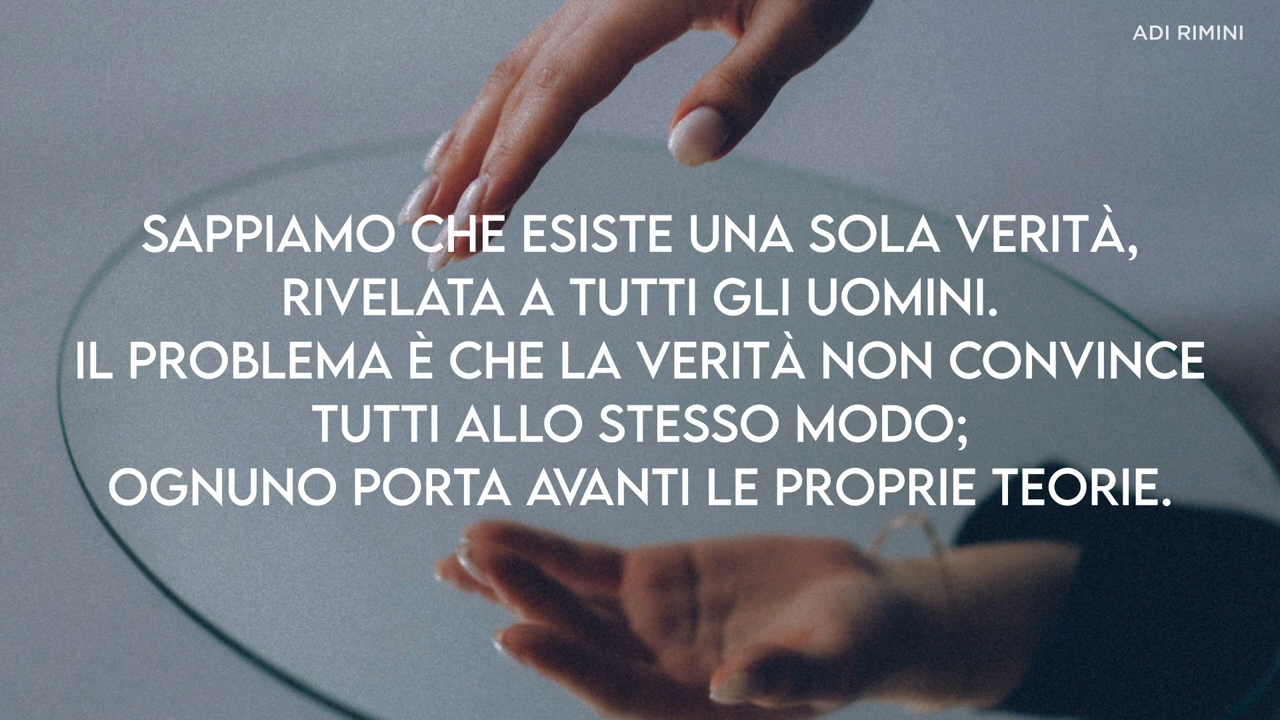 ADI RIMINI
SAPPIAMO CHE ESISTE UNA SOLA VERITÀ,
RIVELATA A TUTTI GLI UOMINI.
IL PROBLEMA È CHE LA VERITÀ NON CONVINCE
TUTTI ALLO STESSO MODO;
OGNUNO PORTA AVANTI LE PROPRIE TEORIE.